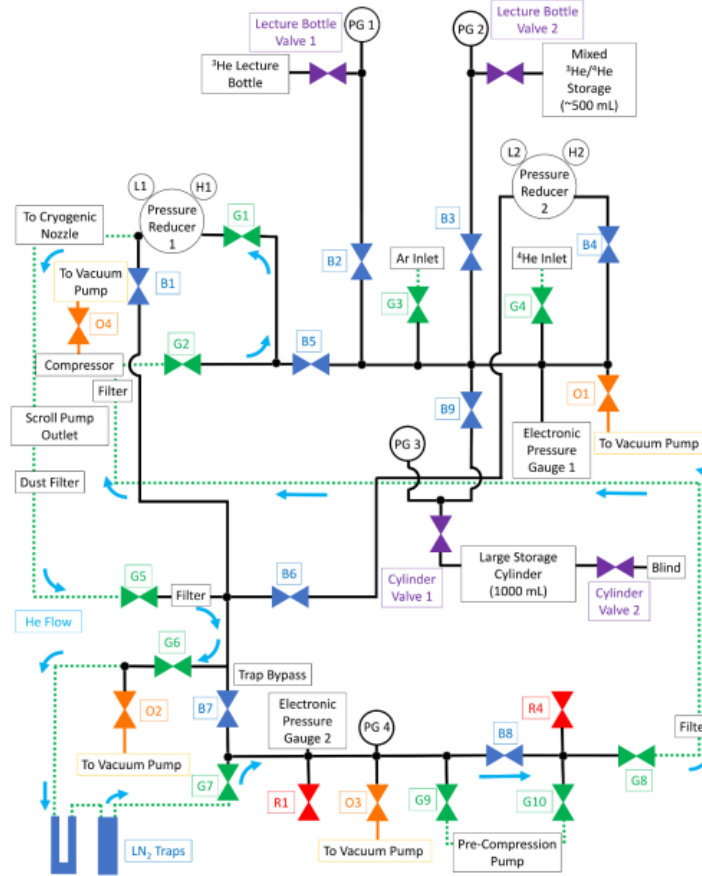 Lecture Bottle
Valve 1
PG 1
PG 2
Lecture Bottle
Valve 2
³He Lecture
Bottle
Mixed
³He/⁴He
Storage
(~500 mL)
L1
H1
L2
H2
To Cryogenic
Nozzle
Pressure
Reducer
1
G1
Pressure
Reducer
2
B3
B4
To Vacuum
Pump
B1
B2
Ar Inlet
⁴He Inlet
G3
G4
O4
G2
B5
Compressor
Filter
B9
O1
Scroll Pump
Outlet
PG 3
Electronic
Pressure
Gauge 1
To Vacuum Pump
Dust Filter
G5
Filter
B6
Cylinder
Valve 1
Large Storage
Cylinder
(1000 mL)
Blind
Cylinder
Valve 2
He Flow
G6
Trap Bypass
O2
B7
Electronic
Pressure
Gauge 2
PG 4
R4
B8
Filte
To Vacuum Pump
G7
R1
O3
G9
G10
G8
LN₂ Traps
To Vacuum Pump
Pre-Compression
Pump